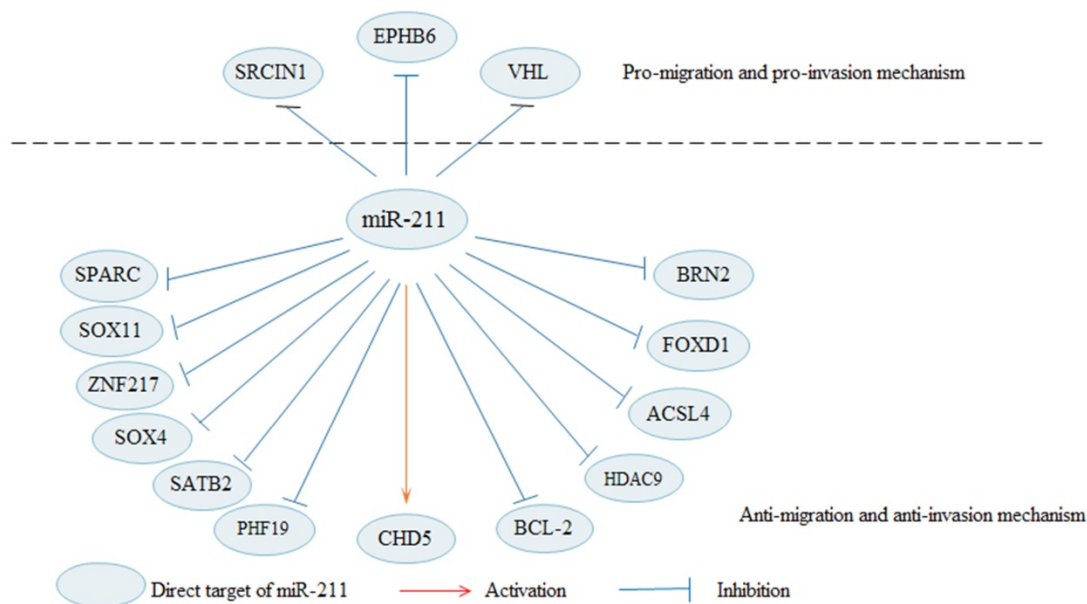 EPHB6
SRCIN1
VHL
Pro-migration and pro-invasion mechanism
miR-211
SPARC
BRN2
SOX11
FOXD1
ZNF217
ACSL4
SOX4
SATB2
HDAC9
PHF19
CHD5
BCL-2
Anti-migration and anti-invasion mechanism
Direct target of miR-211
Activation
Inhibition